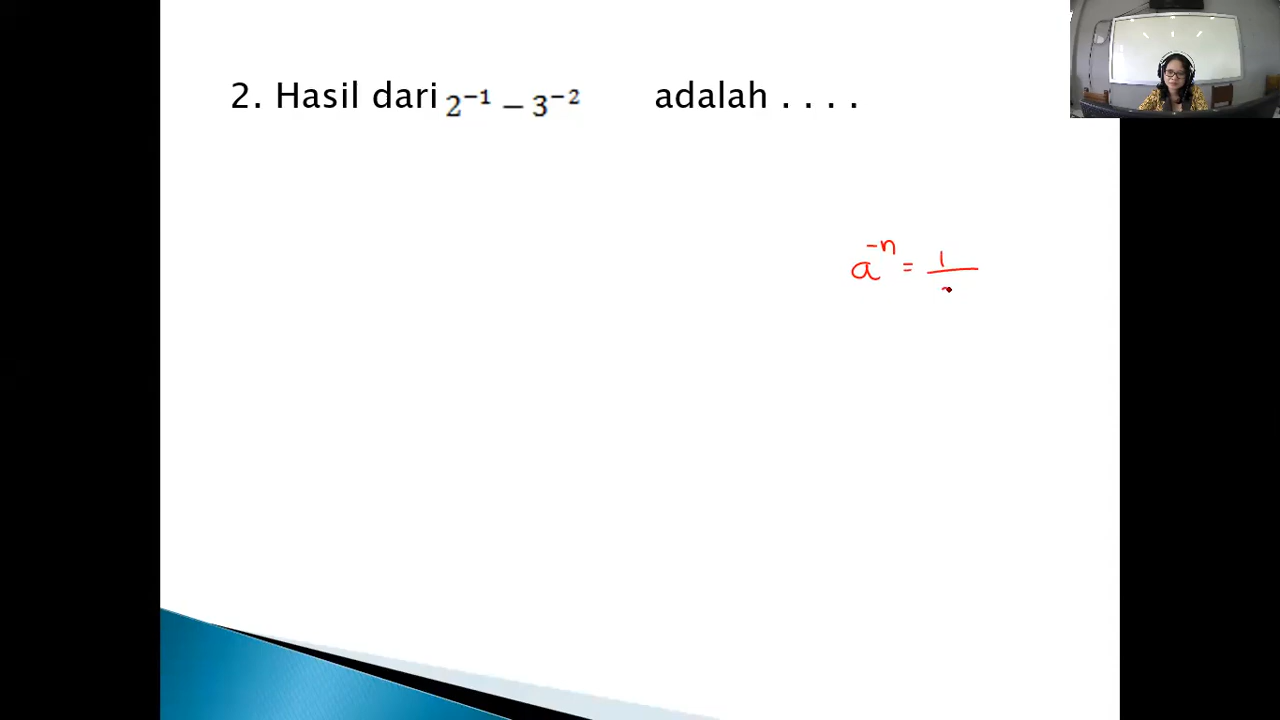 2. Hasil dari 2⁻¹ – 3⁻² adalah . . . .
a⁻ⁿ = 1/